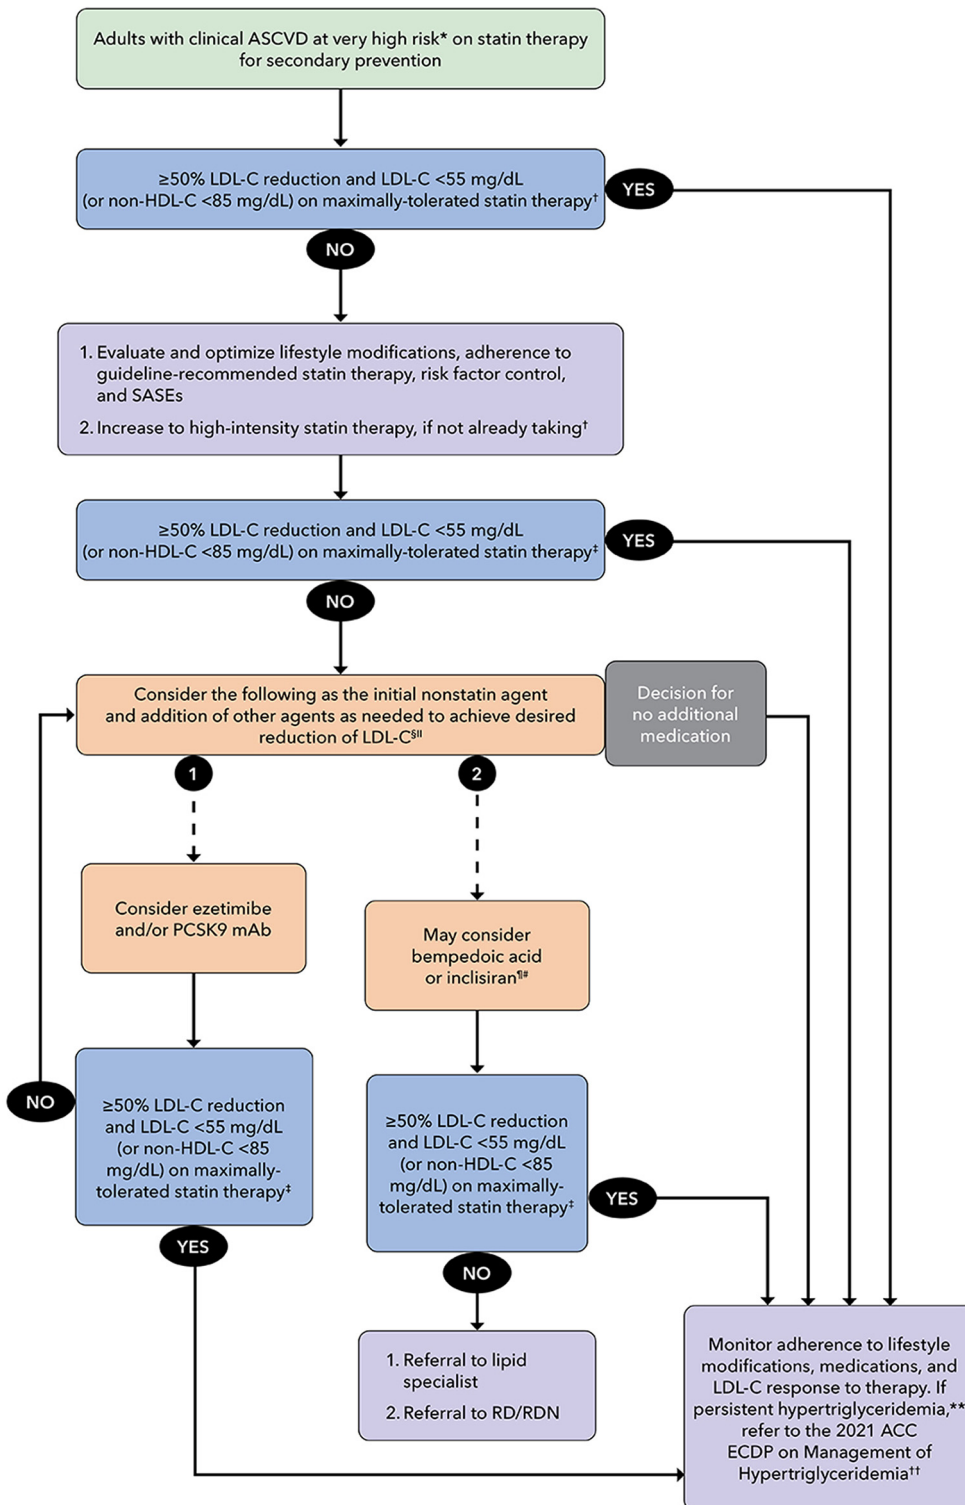 Adults with clinical ASCVD at very high risk* on statin therapy
for secondary prevention
≥50% LDL-C reduction and LDL-C <55 mg/dL
(or non-HDL-C <85 mg/dL) on maximally-tolerated statin therapy†
YES
NO
1. Evaluate and optimize lifestyle modifications, adherence to
guideline-recommended statin therapy, risk factor control,
and SASEs
2. Increase to high-intensity statin therapy, if not already taking†
≥50% LDL-C reduction and LDL-C <55 mg/dL
(or non-HDL-C <85 mg/dL) on maximally-tolerated statin therapy‡
YES
NO
Consider the following as the initial nonstatin agent
and addition of other agents as needed to achieve desired
reduction of LDL-C§||
Decision for
no additional
medication
1
2
Consider ezetimibe
and/or PCSK9 mAb
May consider
bempedoic acid
or inclisiran¶#
≥50% LDL-C reduction
and LDL-C <55 mg/dL
(or non-HDL-C <85
mg/dL) on maximally-
tolerated statin therapy‡
NO
YES
≥50% LDL-C reduction
and LDL-C <55 mg/dL
(or non-HDL-C <85
mg/dL) on maximally-
tolerated statin therapy‡
YES
NO
1. Referral to lipid
specialist
2. Referral to RD/RDN
Monitor adherence to lifestyle
modifications, medications, and
LDL-C response to therapy. If
persistent hypertriglyceridemia,**
refer to the 2021 ACC
ECDP on Management of
Hypertriglyceridemia††